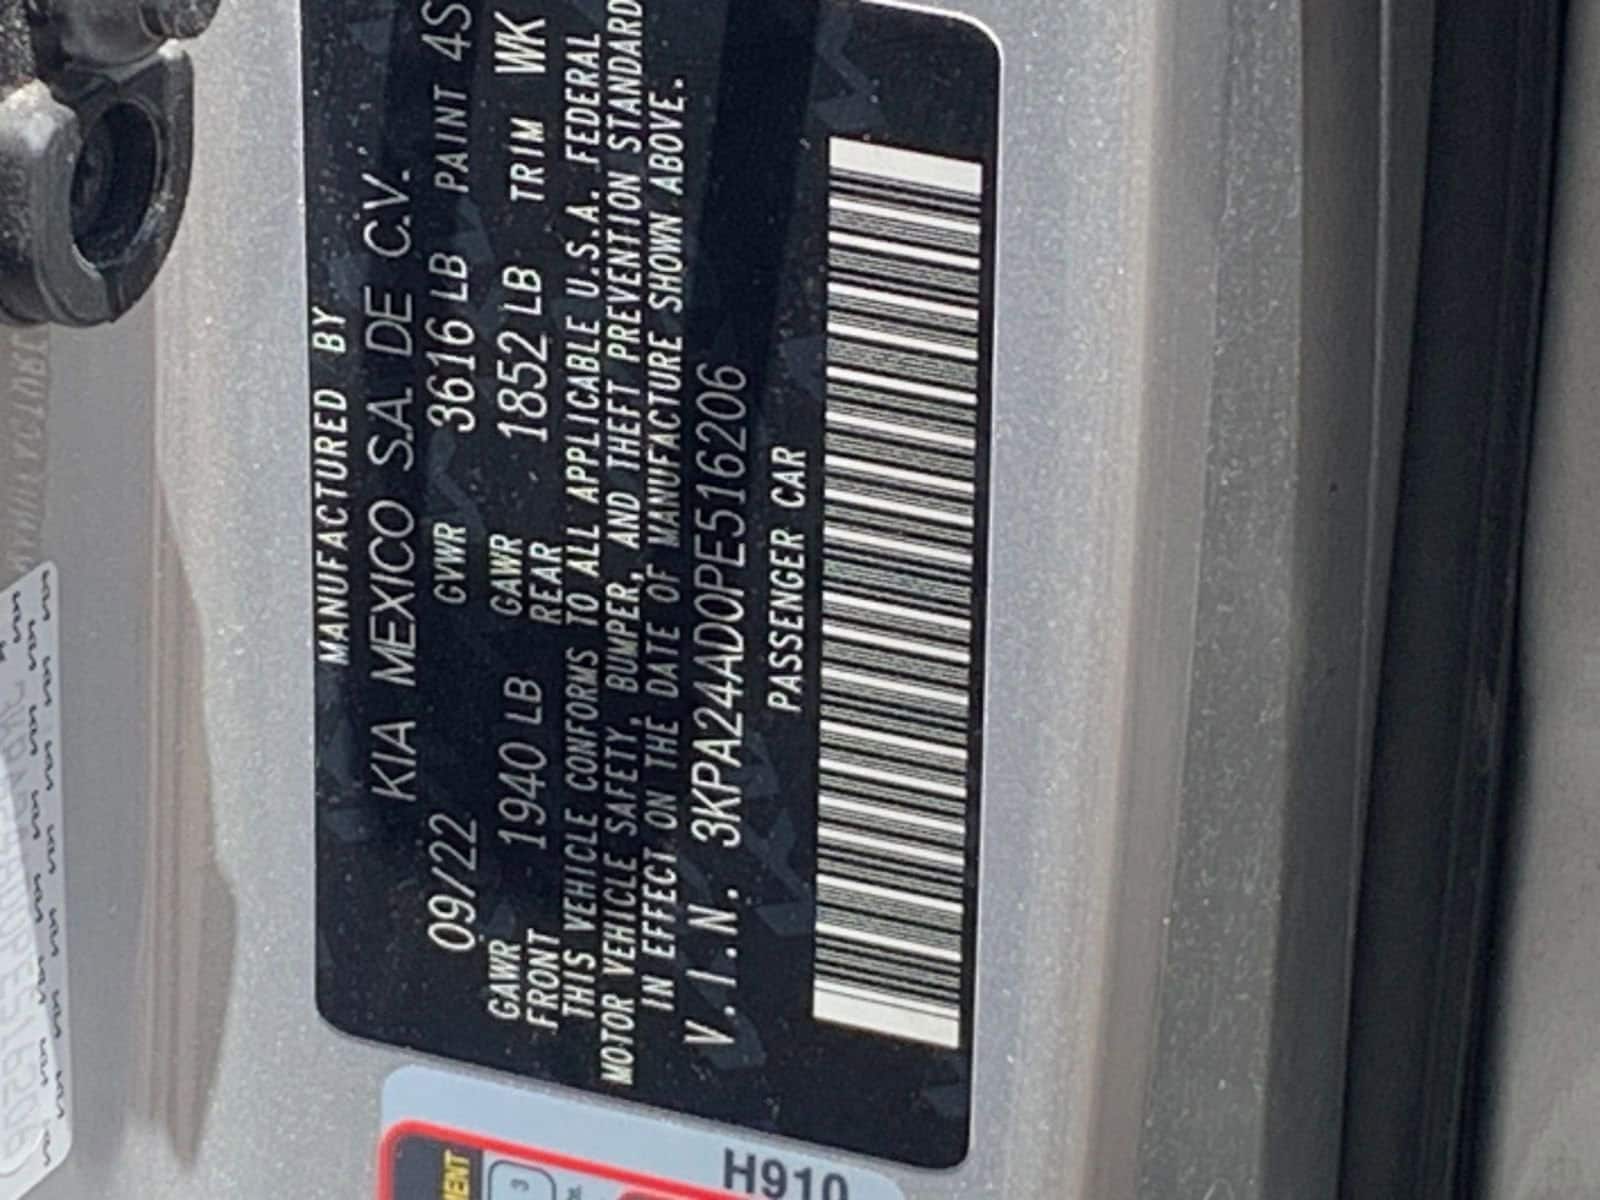 MANUFACTURED BY
KIA MEXICO S.A. DE C.V.
09/22 GVWR 3616 LB PAINT 4S
GAWR FRONT 1940 LB GAWR REAR 1852 LB TRIM WK
THIS VEHICLE CONFORMS TO ALL APPLICABLE U.S.A. FEDERAL
MOTOR VEHICLE SAFETY, BUMPER, AND THEFT PREVENTION STANDARD
IN EFFECT ON THE DATE OF MANUFACTURE SHOWN ABOVE.
V.I.N. 3KPA24AD0PE516206
PASSENGER CAR
H910
3